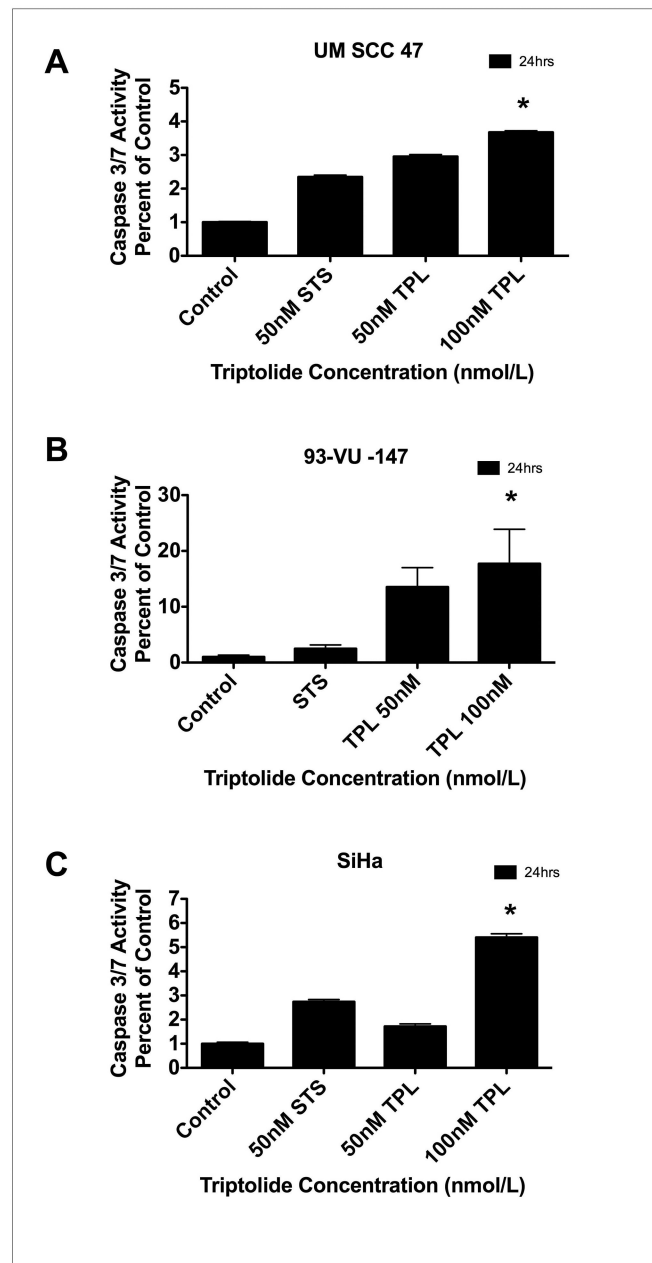 A
UM SCC 47
24hrs
*
Caspase 3/7 Activity
Percent of Control
5
4
3
2
1
0
Control
50nM STS
50nM TPL
100nM TPL
Triptolide Concentration (nmol/L)
B
93-VU -147
24hrs
*
Caspase 3/7 Activity
Percent of Control
30
20
10
0
Control
STS
TPL 50nM
TPL 100nM
Triptolide Concentration (nmol/L)
C
SiHa
24hrs
*
Caspase 3/7 Activity
Percent of Control
7
6
5
4
3
2
1
0
Control
50nM STS
50nM TPL
100nM TPL
Triptolide Concentration (nmol/L)